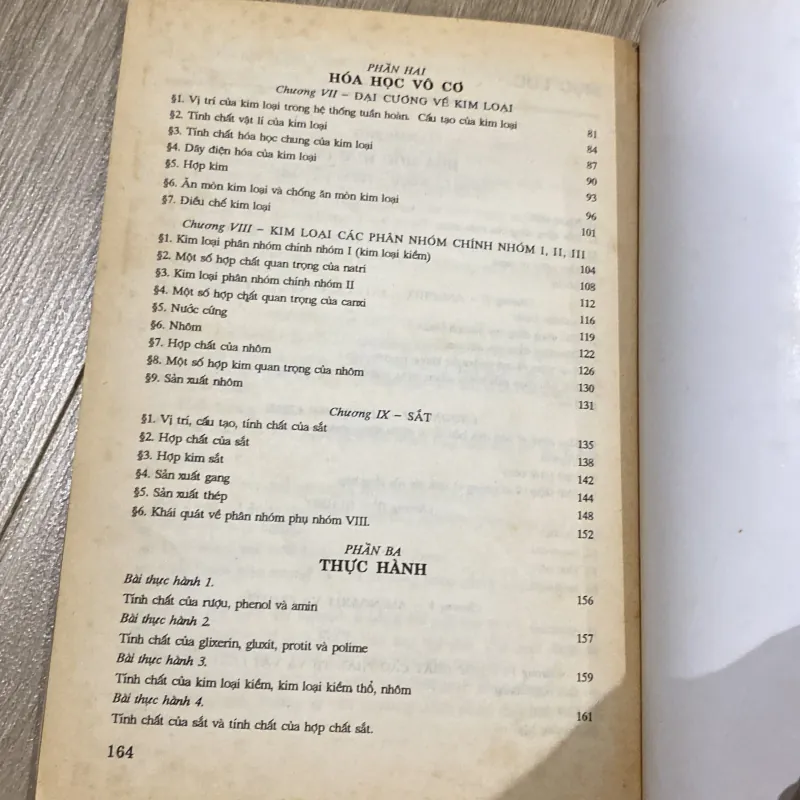 PHẦN HAI
HÓA HỌC VÔ CƠ
Chương VII – ĐẠI CƯƠNG VỀ KIM LOẠI
§1. Vị trí của kim loại trong hệ thống tuần hoàn. Cấu tạo của kim loại 81
§2. Tính chất vật lí của kim loại 84
§3. Tính chất hóa học chung của kim loại 87
§4. Dãy điện hóa của kim loại 90
§5. Hợp kim 93
§6. Ăn mòn kim loại và chống ăn mòn kim loại 96
§7. Điều chế kim loại 101
Chương VIII – KIM LOẠI CÁC PHÂN NHÓM CHÍNH NHÓM I, II, III
§1. Kim loại phân nhóm chính nhóm I (kim loại kiềm) 104
§2. Một số hợp chất quan trọng của natri 108
§3. Kim loại phân nhóm chính nhóm II 112
§4. Một số hợp chất quan trọng của canxi 116
§5. Nước cứng 119
§6. Nhôm 122
§7. Hợp chất của nhôm 126
§8. Một số hợp kim quan trọng của nhôm 130
§9. Sản xuất nhôm 131
Chương IX – SẮT
§1. Vị trí, cấu tạo, tính chất của sắt 135
§2. Hợp chất của sắt 138
§3. Hợp kim sắt 142
§4. Sản xuất gang 144
§5. Sản xuất thép 148
§6. Khái quát về phân nhóm phụ nhóm VIII. 152
PHẦN BA
THỰC HÀNH
Bài thực hành 1.
Tính chất của rượu, phenol và amin 156
Bài thực hành 2.
Tính chất của glixerin, gluxit, protit và polime 157
Bài thực hành 3.
Tính chất của kim loại kiềm, kim loại kiềm thổ, nhôm 159
Bài thực hành 4.
Tính chất của sắt và tính chất của hợp chất sắt. 161
164